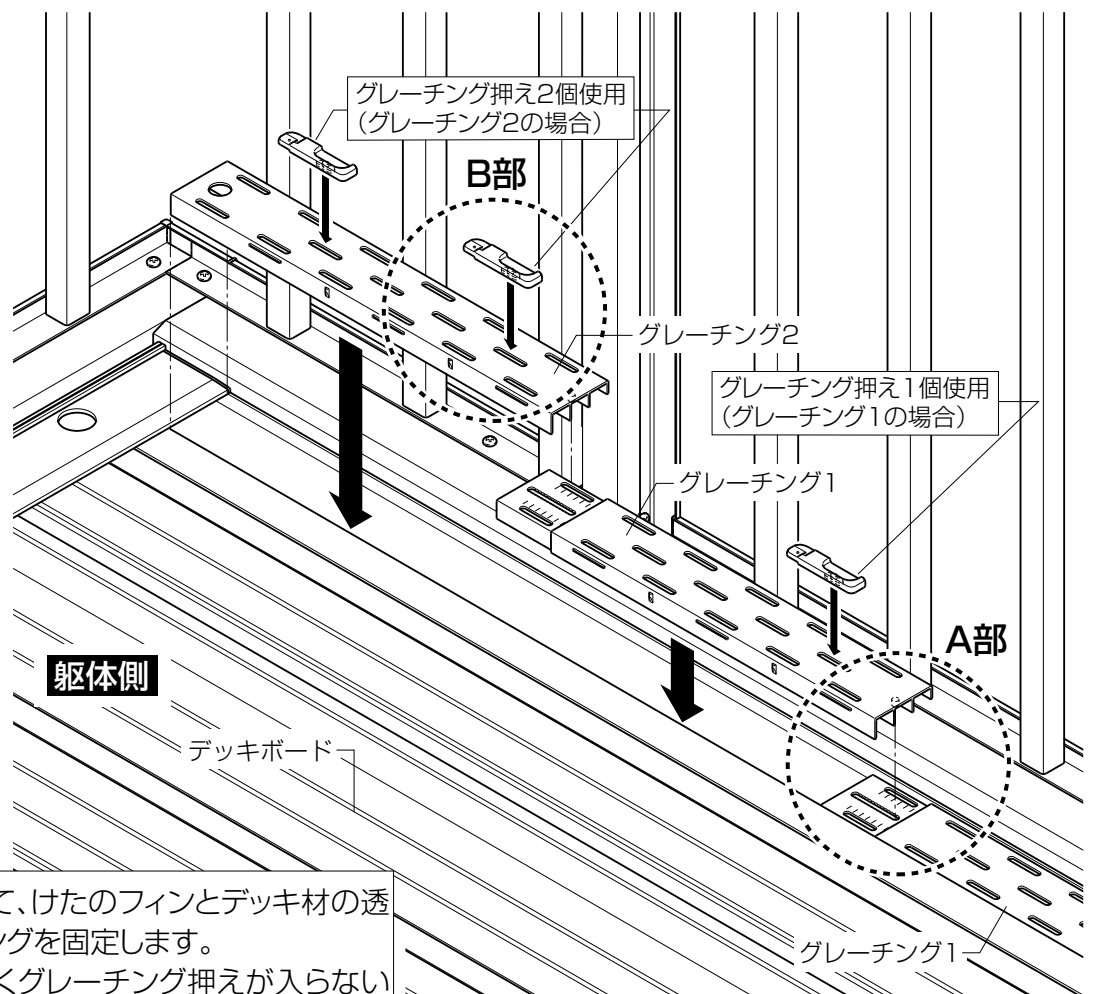 グレーチング押え2個使用
（グレーチング2の場合）
B部
グレーチング2
グレーチング押え1個使用
（グレーチング1の場合）
グレーチング1
A部
躯体側
デッキボード
て、けたのフィンとデッキ材の透
ングを固定します。
くグレーチング押えが入らない
グレーチング1